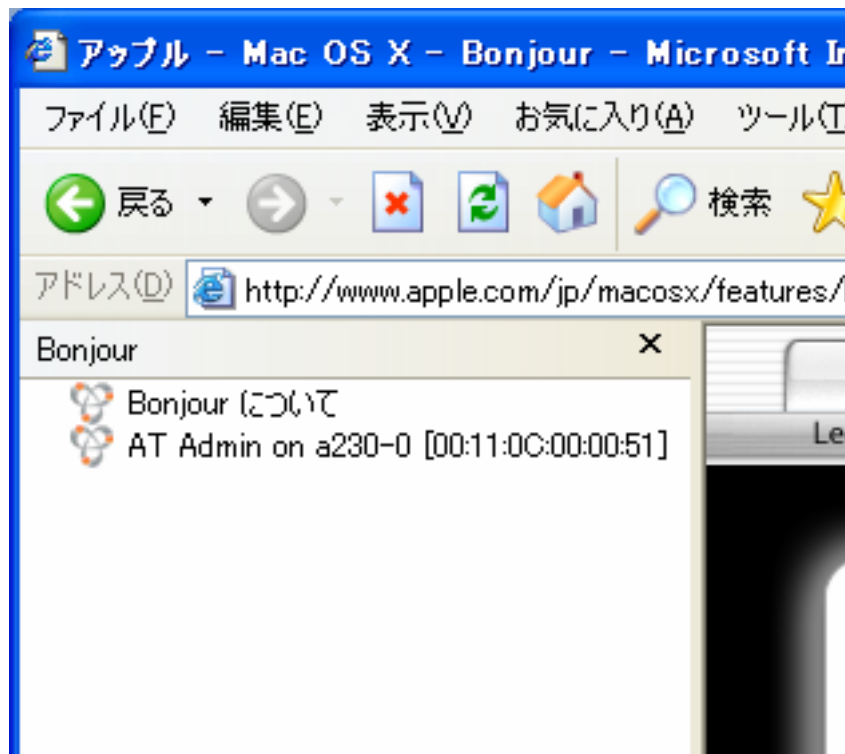 アップル - Mac OS X - Bonjour - Microsoft
ファイル(F) 編集(E) 表示(V) お気に入り(A) ツール(T
戻る 検索
アドレス(D) http://www.apple.com/jp/macosx/features/
Bonjour ×
Bonjour について
AT Admin on a230-0 [00:11:0C:00:00:51]
Le